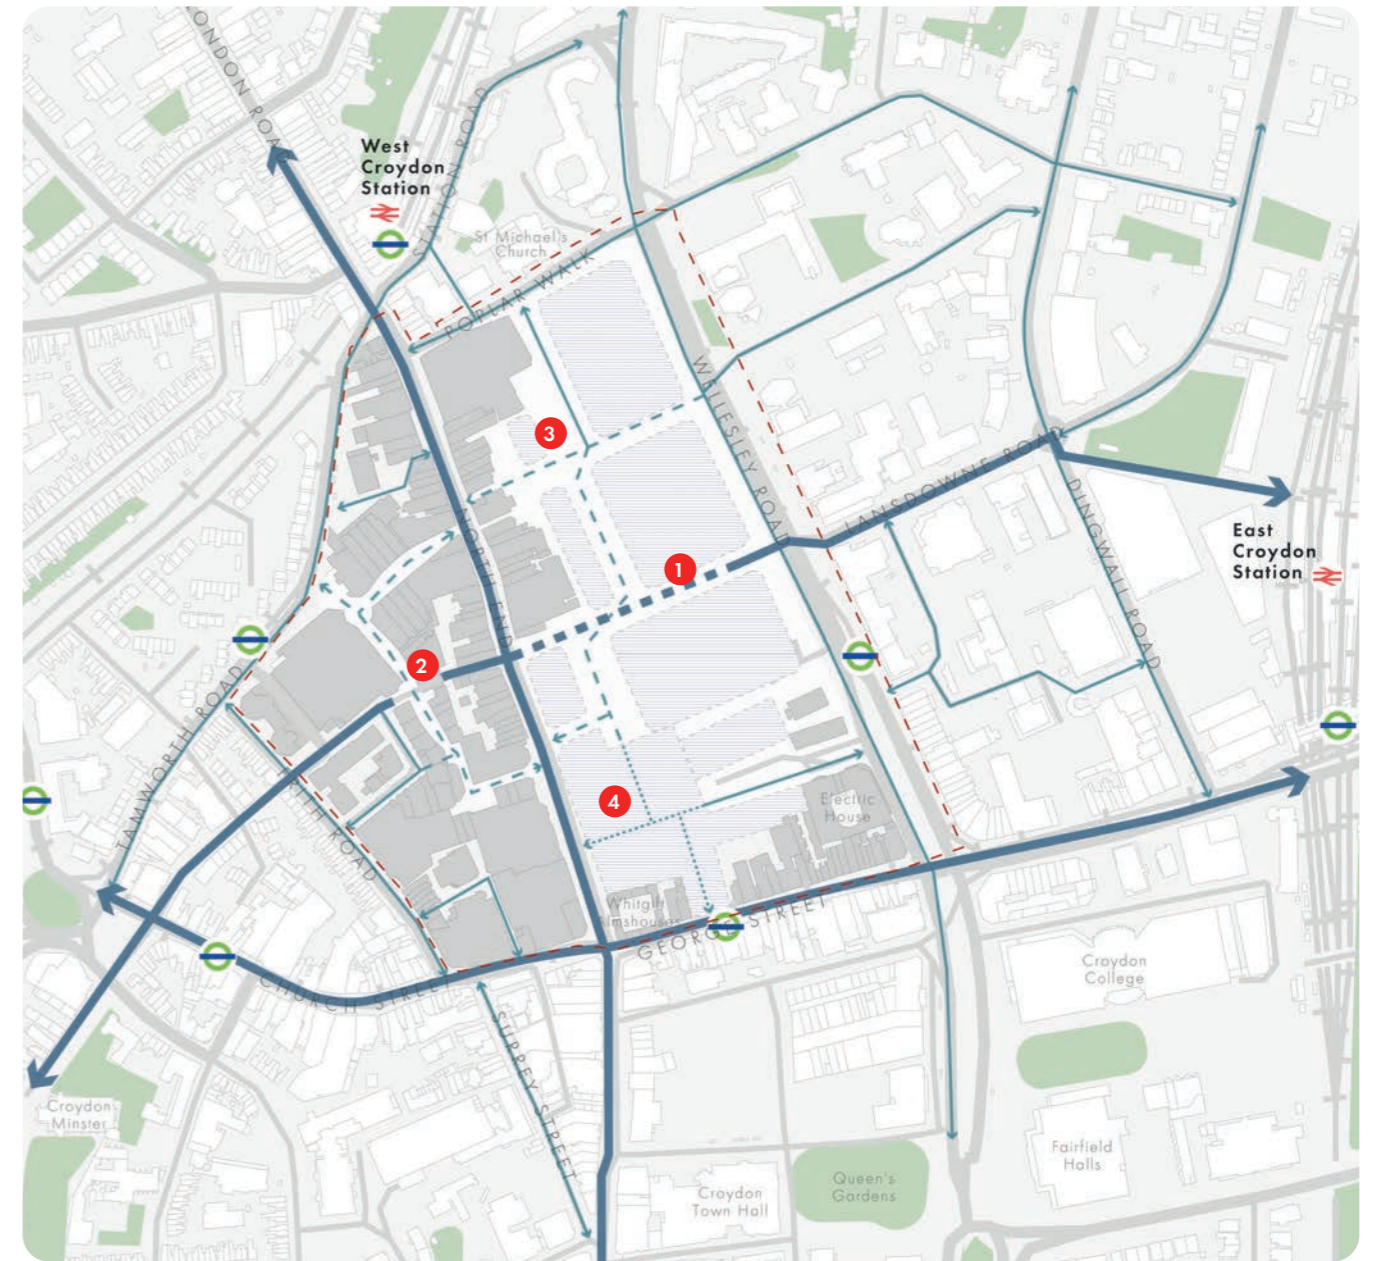 LONDON ROAD
West
Croydon
Station
STATION ROAD
St Michael's
Church
POPLAR WALK
WELLESLEY ROAD
3
NORTH END
1
LANSDOWNE ROAD
DINGWALL ROAD
East
Croydon
Station
2
TAMWORTH ROAD
4
Electric
House
Whitgift
Almshouses
GEORGE STREET
CHURCH STREET
SURREY STREET
Croydon
College
Croydon
Minster
Fairfield
Halls
Queen's
Gardens
Croydon
Town Hall